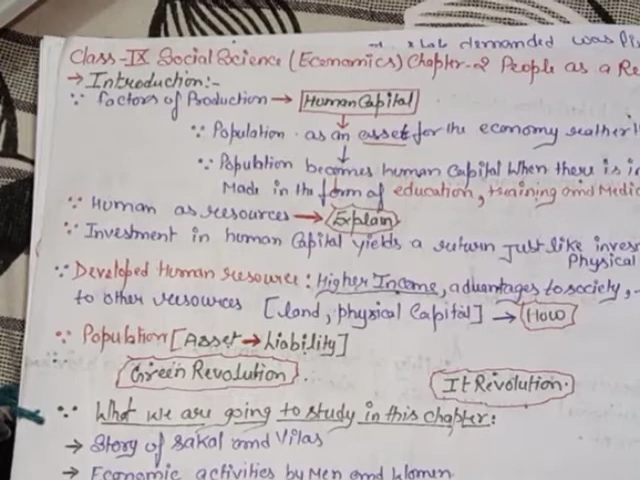 demanded was
Class-IX Social Science (Economics) Chapter-2 People as a Re
→ Introduction:-
∵ Factors of Production → Human Capital
∵ Population as an asset for the economy rather
∵ Population becomes human Capital When there is in
Made in the form of education, training and Medic
∵ Human as resources → Explain
∵ Investment in human Capital yields a return Just like inves
Physical
∵ Developed Human resource: Higher Income, advantages to society,
to other resources [land, physical Capital] → How
∵ Population [Asset → Liability]
Green Revolution It Revolution.
∵ What we are going to study in this chapter:
→ Story of Sakal and Vilas
→ Economic activities by Men and Women